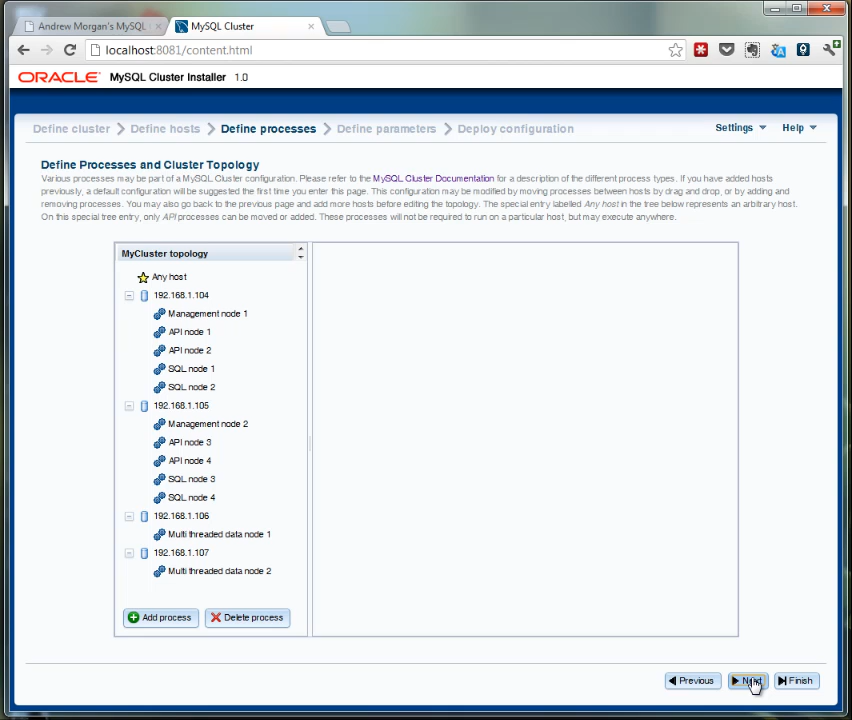 Andrew Morgan's MySQL
MySQL Cluster
localhost:8081/content.html
ORACLE MySQL Cluster Installer 1.0
Define cluster Define hosts Define processes Define parameters Deploy configuration Settings Help
Define Processes and Cluster Topology
Various processes may be part of a MySQL Cluster configuration. Please refer to the MySQL Cluster Documentation for a description of the different process types. If you have added hosts
previously, a default configuration will be suggested the first time you enter this page. This configuration may be modified by moving processes between hosts by drag and drop, or by adding and
removing processes. You may also go back to the previous page and add more hosts before editing the topology. The special entry labelled Any host in the tree below represents an arbitrary host.
On this special tree entry, only API processes can be moved or added. These processes will not be required to run on a particular host, but may execute anywhere.
MyCluster topology
Any host
192.168.1.104
Management node 1
API node 1
API node 2
SQL node 1
SQL node 2
192.168.1.105
Management node 2
API node 3
API node 4
SQL node 3
SQL node 4
192.168.1.106
Multi threaded data node 1
192.168.1.107
Multi threaded data node 2
Add process Delete process
Previous Next Finish